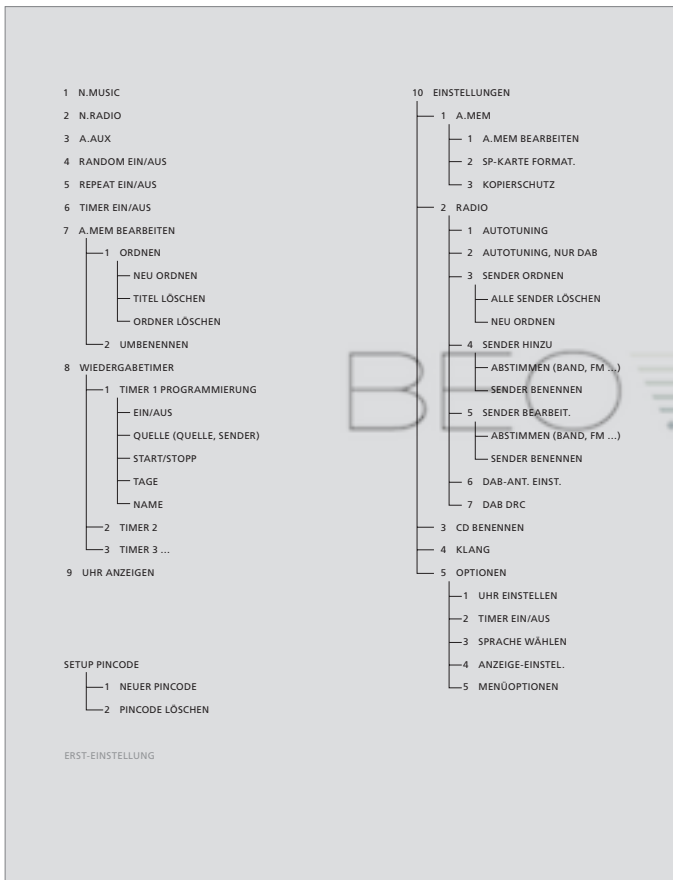 1 N.MUSIC
2 N.RADIO
3 A.AUX
4 RANDOM EIN/AUS
5 REPEAT EIN/AUS
6 TIMER EIN/AUS
7 A.MEM BEARBEITEN
1 ORDNEN
NEU ORDNEN
TITEL LÖSCHEN
ORDNER LÖSCHEN
2 UMBENENNEN
8 WIEDERGABETIMER
1 TIMER 1 PROGRAMMIERUNG
EIN/AUS
QUELLE (QUELLE, SENDER)
START/STOPP
TAGE
NAME
2 TIMER 2
3 TIMER 3 ...
9 UHR ANZEIGEN
SETUP PINCODE
1 NEUER PINCODE
2 PINCODE LÖSCHEN
ERST-EINSTELLUNG
10 EINSTELLUNGEN
1 A.MEM
1 A.MEM BEARBEITEN
2 SP-KARTE FORMAT.
3 KOPIERSCHUTZ
2 RADIO
1 AUTOTUNING
2 AUTOTUNING, NUR DAB
3 SENDER ORDNEN
ALLE SENDER LÖSCHEN
NEU ORDNEN
4 SENDER HINZU
ABSTIMMEN (BAND, FM ...)
SENDER BENENNEN
5 SENDER BEARBEIT.
ABSTIMMEN (BAND, FM ...)
SENDER BENENNEN
6 DAB-ANT. EINST.
7 DAB DRC
3 CD BENENNEN
4 KLANG
5 OPTIONEN
1 UHR EINSTELLEN
2 TIMER EIN/AUS
3 SPRACHE WÄHLEN
4 ANZEIGE-EINSTEL.
5 MENÜOPTIONEN
BEO